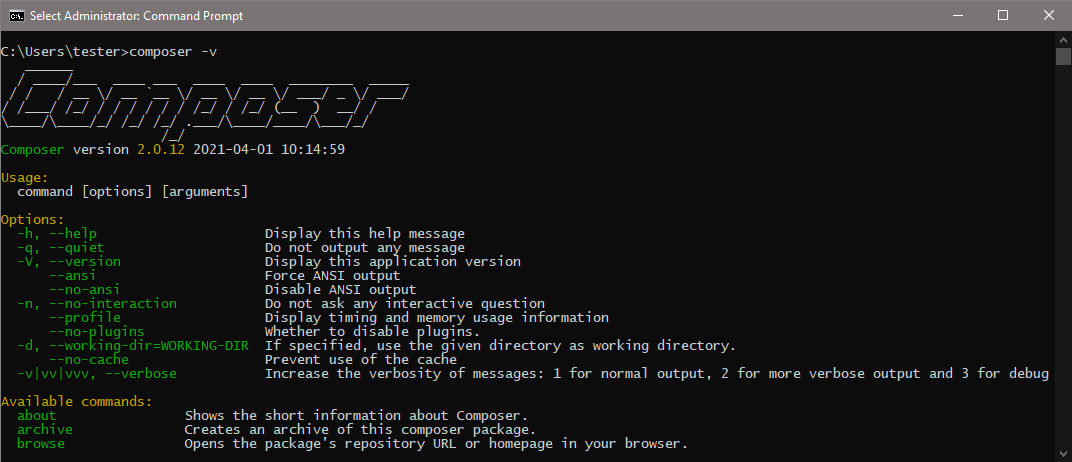 Select Administrator: Command Prompt
C:\Users\tester>composer -v
Composer
Composer version 2.0.12 2021-04-01 10:14:59
Usage:
command [options] [arguments]
Options:
-h, --help Display this help message
-q, --quiet Do not output any message
-V, --version Display this application version
--ansi Force ANSI output
--no-ansi Disable ANSI output
-n, --no-interaction Do not ask any interactive question
--profile Display timing and memory usage information
--no-plugins Whether to disable plugins.
-d, --working-dir=WORKING-DIR If specified, use the given directory as working directory.
--no-cache Prevent use of the cache
-v|vv|vvv, --verbose Increase the verbosity of messages: 1 for normal output, 2 for more verbose output and 3 for debug
Available commands:
about Shows the short information about Composer.
archive Creates an archive of this composer package.
browse Opens the package's repository URL or homepage in your browser.